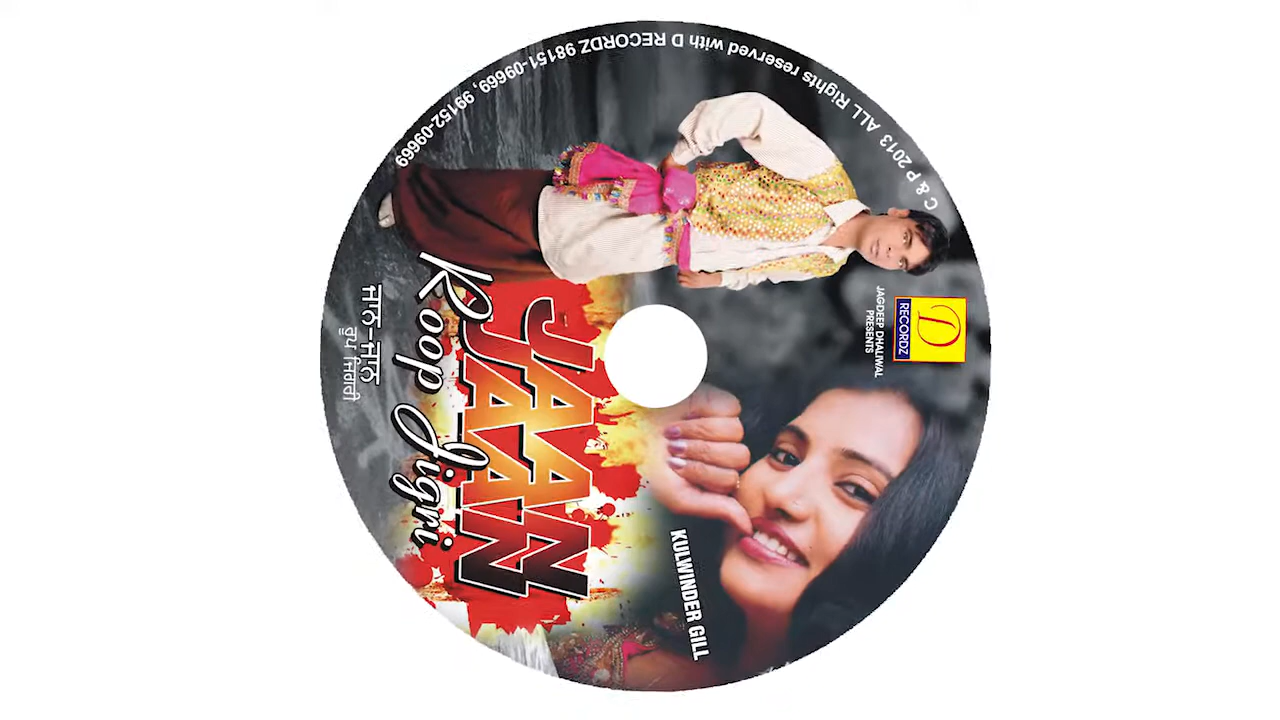 C & P 2013 ALL Rights reserved with D RECORDZ 98151-09669, 99152-09669
D
RECORDZ
JAGDEEP DHALIWAL
PRESENTS
KULWINDER GILL
JAAN
JAAN
Roop Jigri
ਜਾਨ-ਜਾਨ
ਰੂਪ ਜਿਗਰੀ